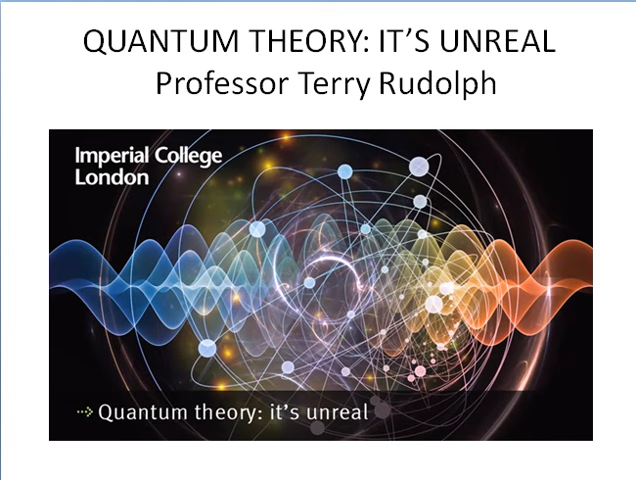 QUANTUM THEORY: IT’S UNREAL
Professor Terry Rudolph
Imperial College
London
Quantum theory: it’s unreal